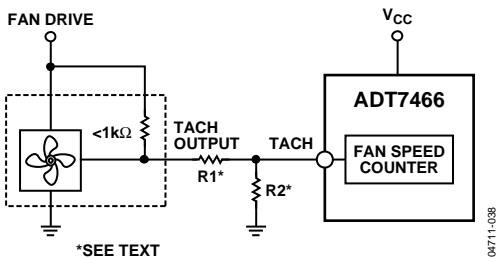 FAN DRIVE
V_CC
ADT7466
<1kΩ
TACH
OUTPUT
TACH
FAN SPEED
COUNTER
R1*
R2*
*SEE TEXT
04711-038